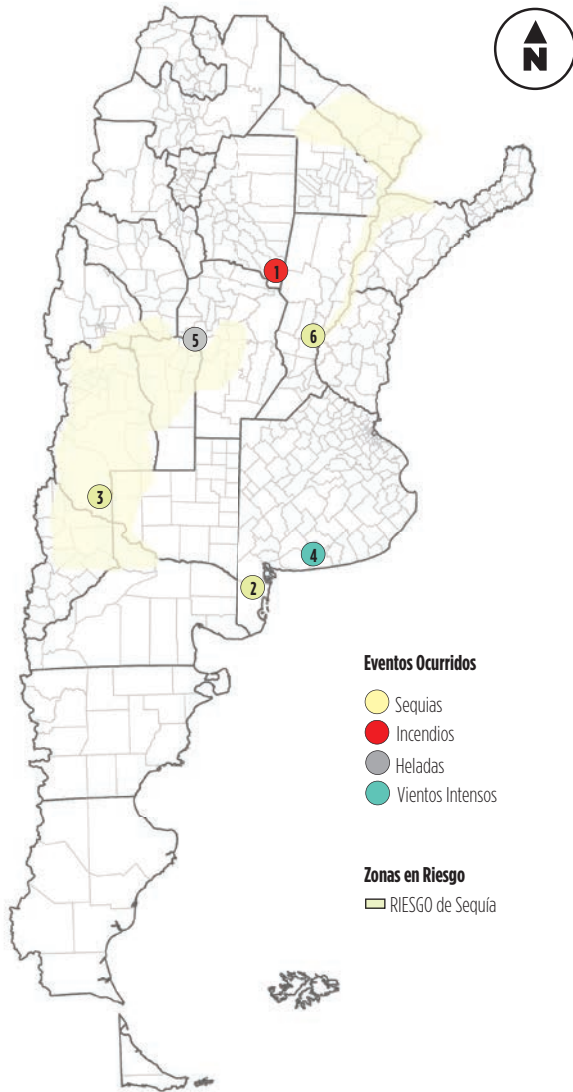 N
1
5
6
3
4
2
Eventos Ocurridos
Sequias
Incendios
Heladas
Vientos Intensos
Zonas en Riesgo
RIESGO de Sequía